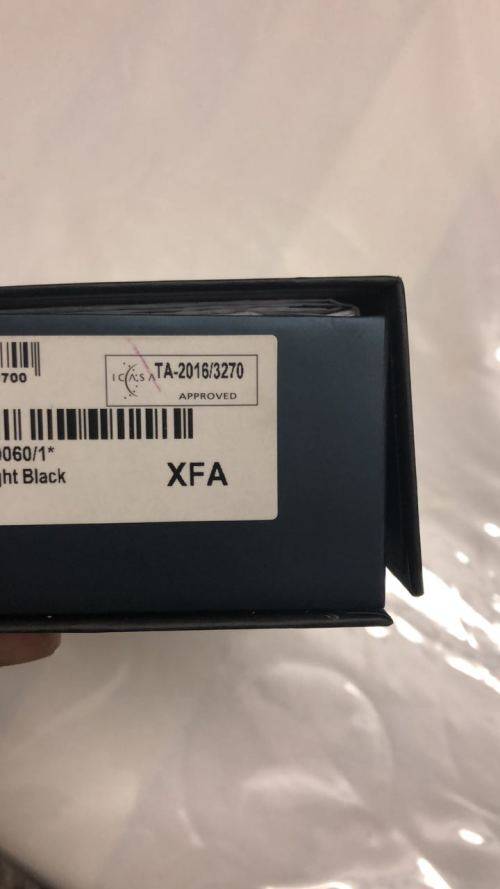 700
ICASA TA-2016/3270
APPROVED
060/1*
ght Black
XFA